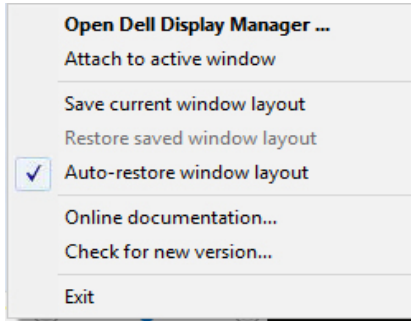 Open Dell Display Manager ...
Attach to active window
Save current window layout
Restore saved window layout
Auto-restore window layout
Online documentation...
Check for new version...
Exit